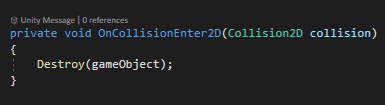 Unity Message | 0 references
private void OnCollisionEnter2D(Collision2D collision)
{
Destroy(gameObject);
}